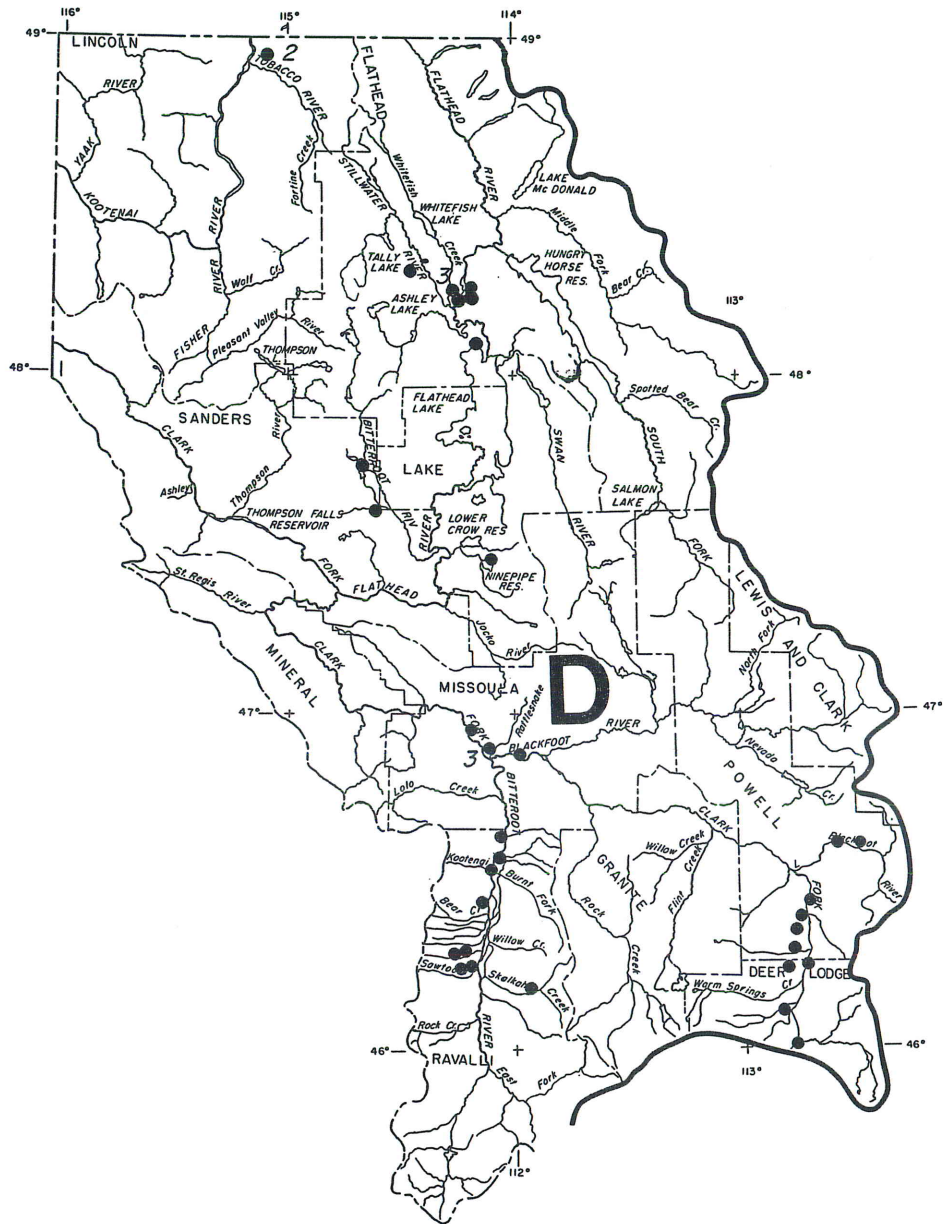 116°
115°
114°
49°
49°
LINCOLN
2
TOBACCO RIVER
FLATHEAD
FLATHEAD RIVER
YAAK RIVER
KOOTENAI RIVER
Fortine Creek
STILLWATER RIVER
Whitefish Creek
WHITEFISH LAKE
LAKE Mc DONALD
Middle Fork
Bear Cr.
HUNGRY HORSE RES.
TALLY LAKE
3
ASHLEY LAKE
Wolf Cr.
FISHER RIVER
Pleasant Valley River
THOMPSON
113°
48°
48°
Spotted Bear Cr.
FLATHEAD LAKE
SANDERS
CLARK FORK
Thompson River
Ashley
BITTEROOT RIV
LAKE
SWAN RIVER
SOUTH FORK
SALMON LAKE
THOMPSON FALLS RESERVOIR
RIVER
LOWER CROW RES
NINEPIPE RES.
FLATHEAD
St. Regis River
Jocko River
LEWIS AND CLARK
North Fork
MINERAL
CLARK FORK
MISSOULA
D
Rattlesnake
47°
47°
3
BLACKFOOT RIVER
POWELL
Nevada Cr.
Lolo Creek
BITTEROOT RIVER
CLARK FORK
Willow Creek
Flint Creek
GRANITE
Rock Creek
Blackfoot River
Kootenai
Burnt Fork
Bear Cr
Willow Cr.
Skalkaho Creek
DEER LODGE
Warm Springs Cr
Rock Cr.
46°
46°
RAVALLI
East Fork
113°
112°